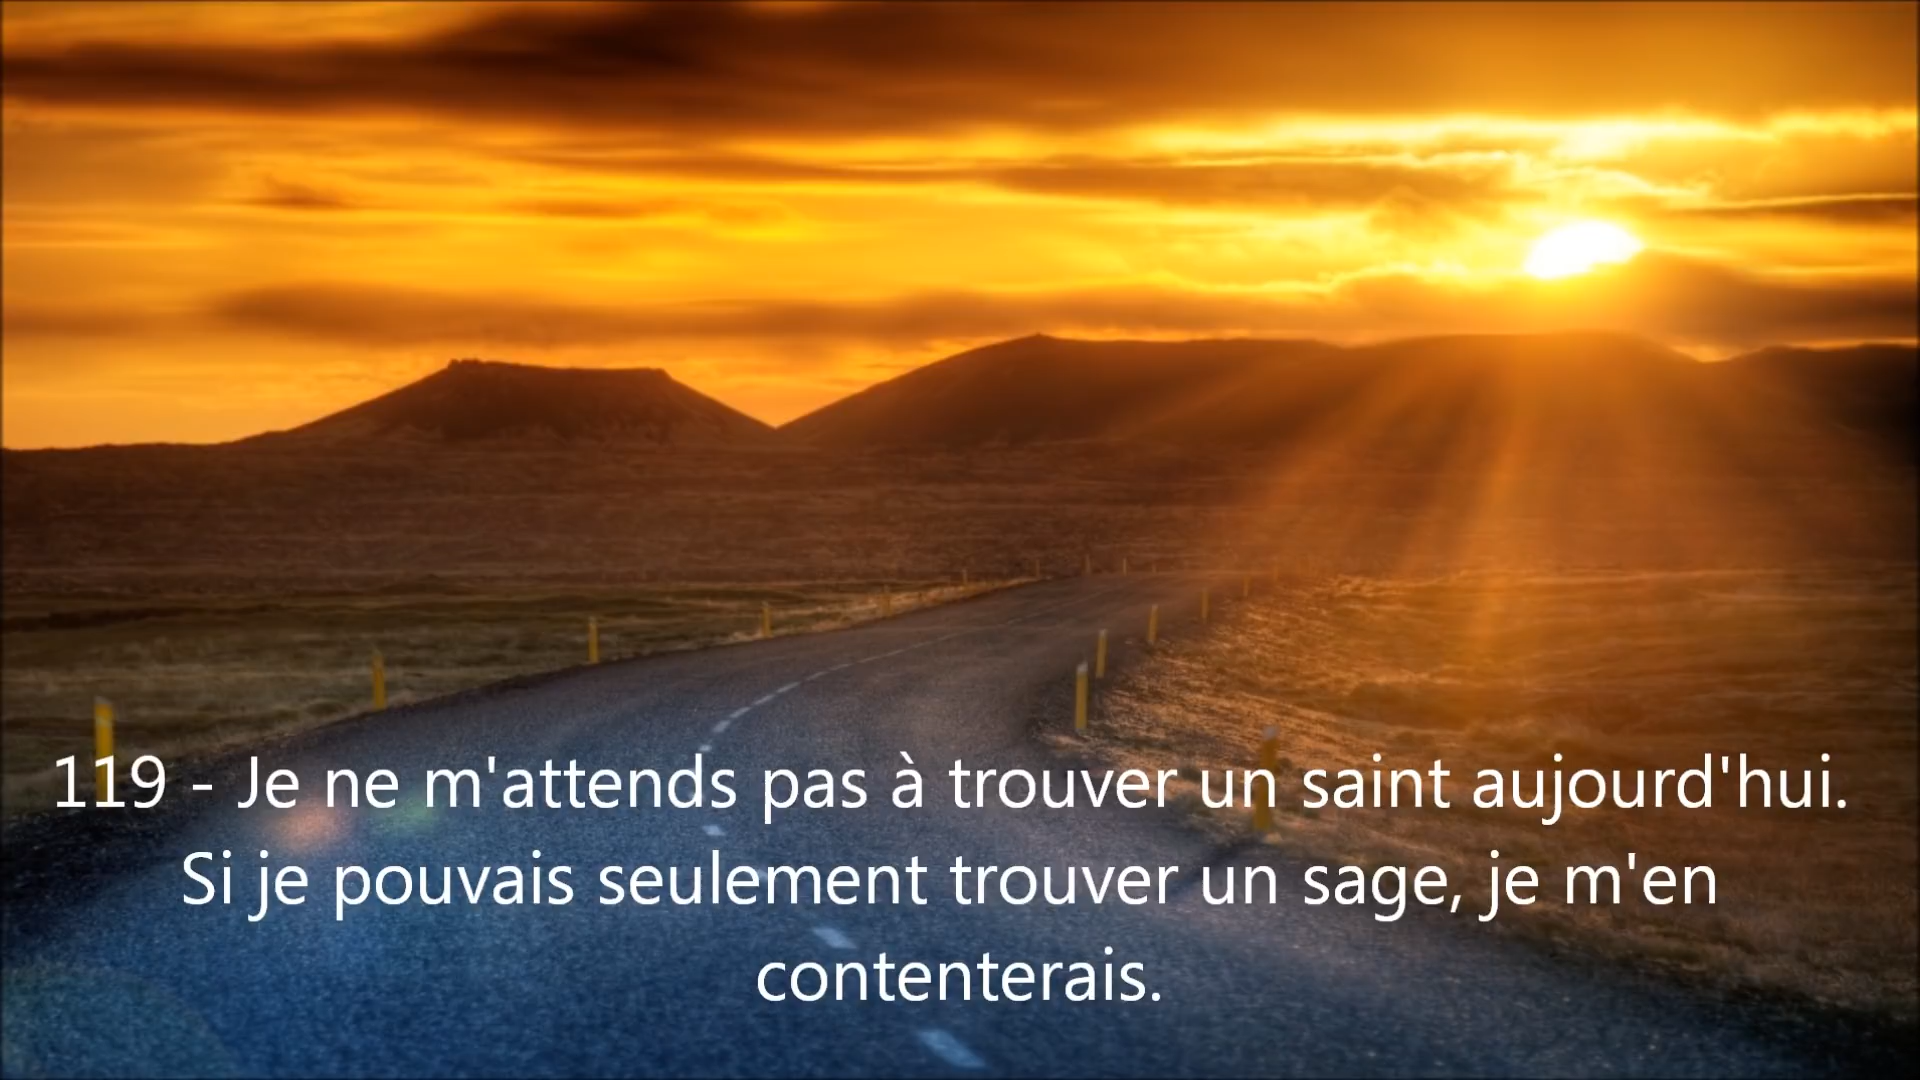 119 - Je ne m'attends pas à trouver un saint aujourd'hui.
Si je pouvais seulement trouver un sage, je m'en
contenterais.